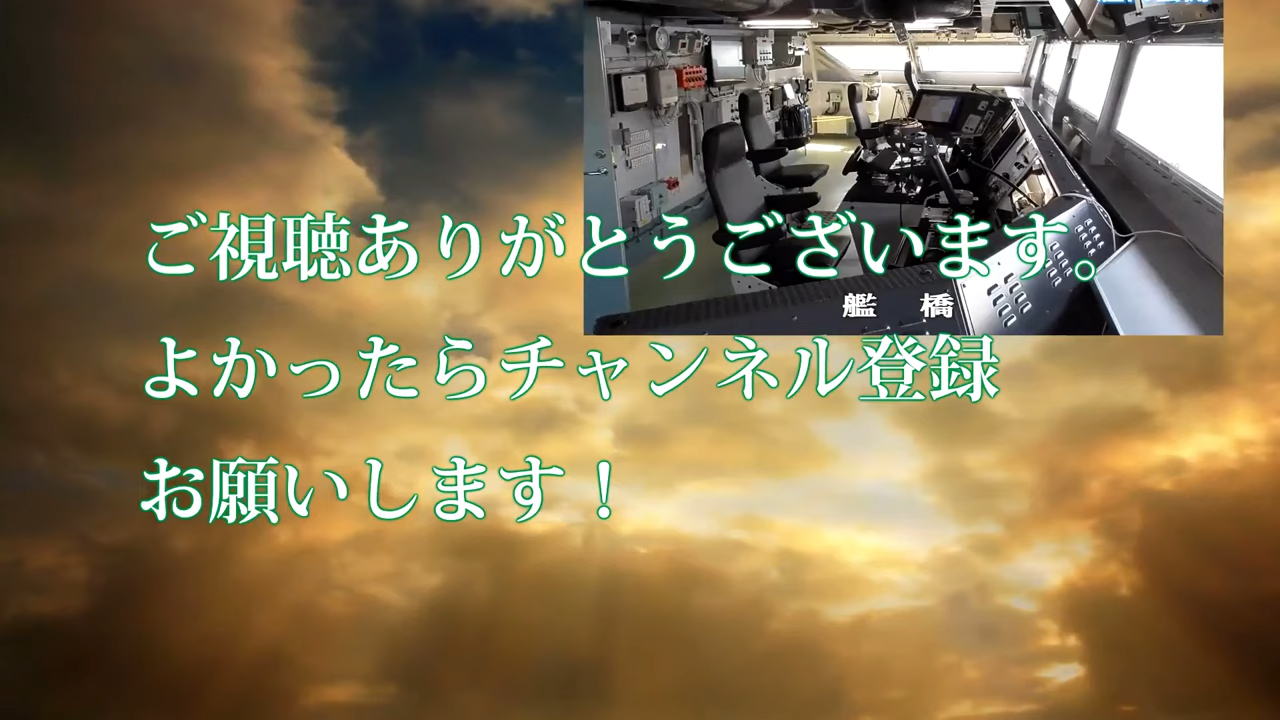 ご視聴ありがとうございます。
艦 橋
よかったらチャンネル登録
お願いします！